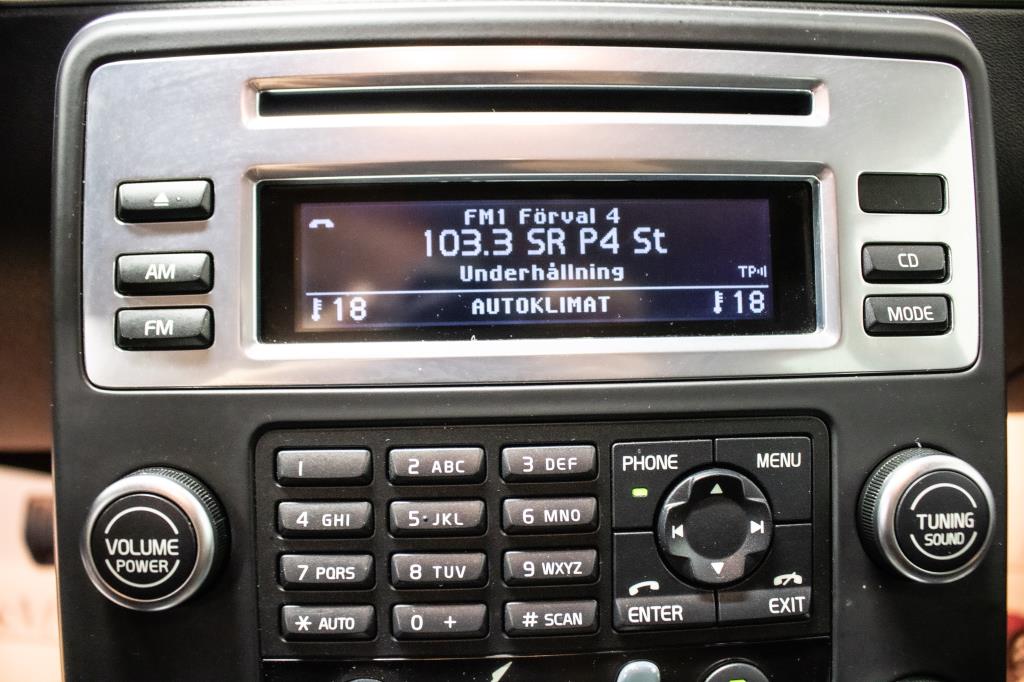 FM1 Förval 4
103.3 SR P4 St
Underhållning
TP
18 AUTOKLIMAT 18
AM
FM
CD
MODE
VOLUME
POWER
1 2 ABC 3 DEF
4 GHI 5 JKL 6 MNO
7 PQRS 8 TUV 9 WXYZ
* AUTO 0 + # SCAN
PHONE MENU
ENTER EXIT
TUNING
SOUND